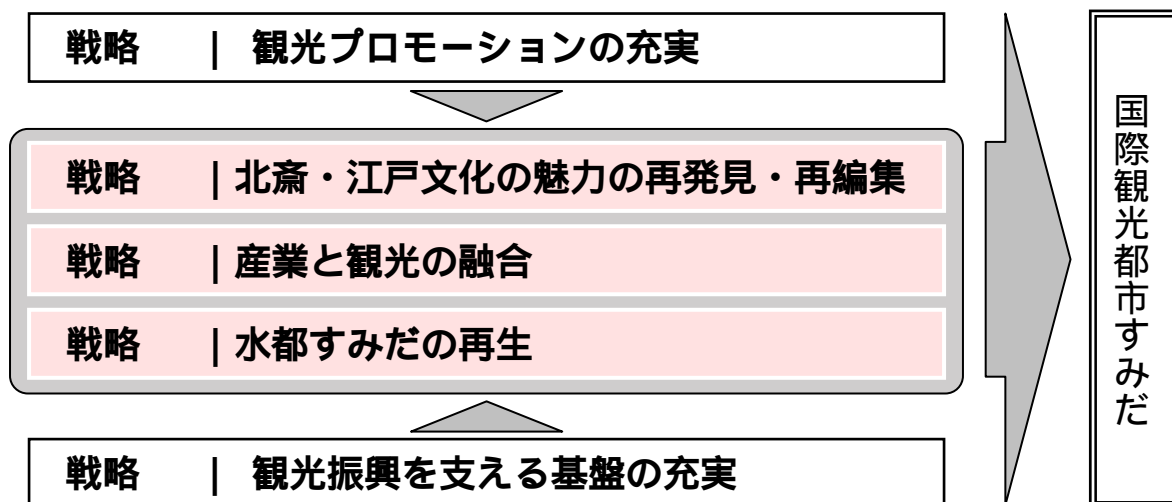 戦略　　| 観光プロモーションの充実
戦略　　|北斎・江戸文化の魅力の再発見・再編集
戦略　　|産業と観光の融合
戦略　　|水都すみだの再生
戦略　　| 観光振興を支える基盤の充実
国際観光都市すみだ